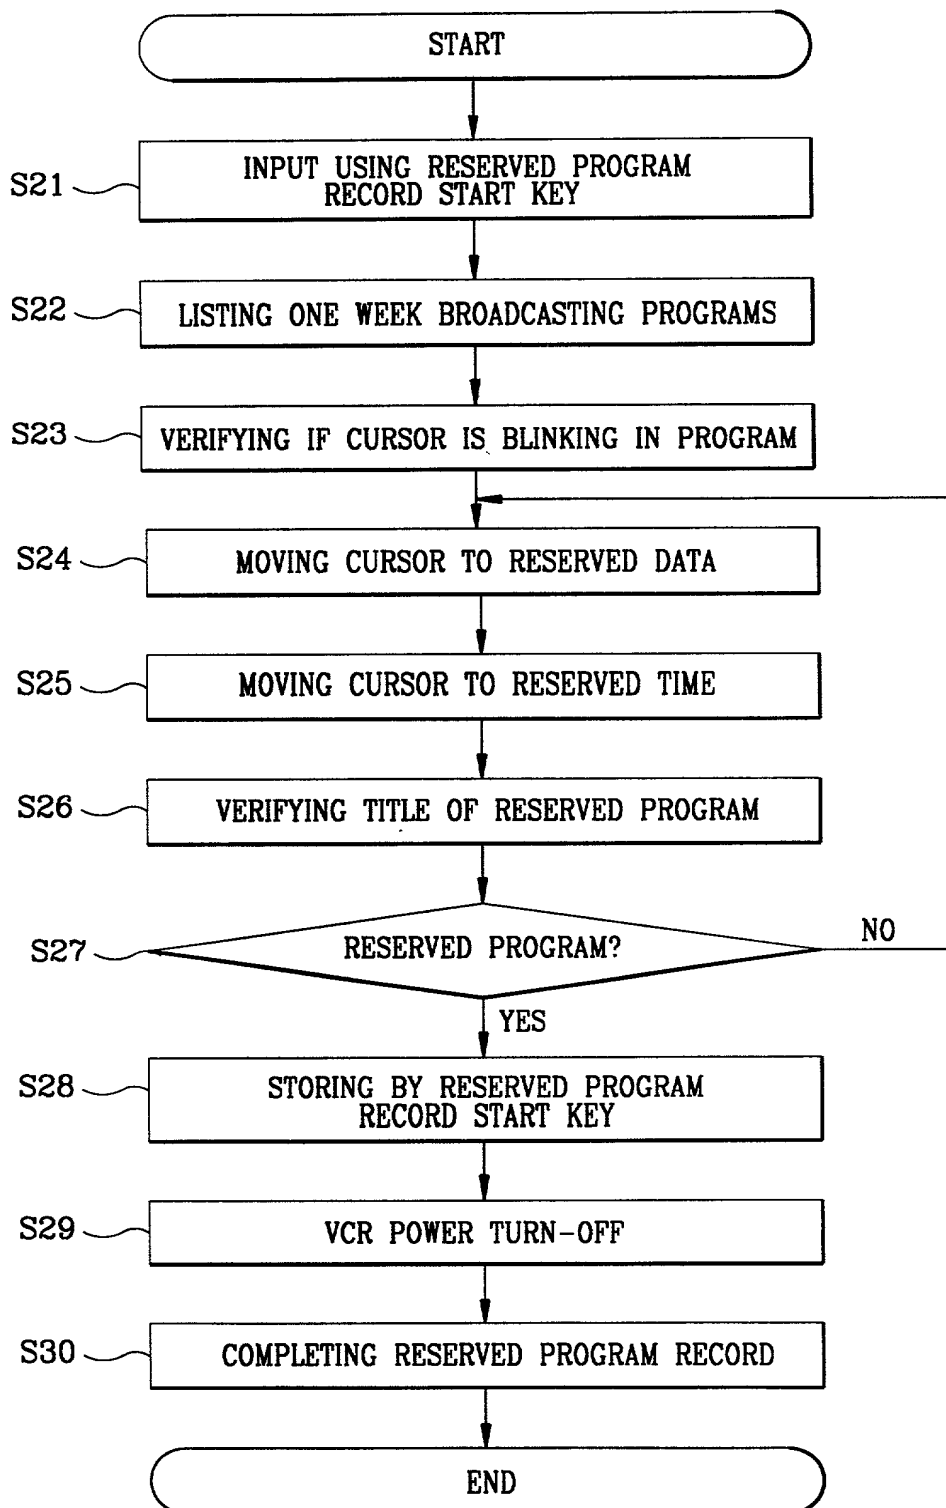 START
S21
INPUT USING RESERVED PROGRAM
RECORD START KEY
S22
LISTING ONE WEEK BROADCASTING PROGRAMS
S23
VERIFYING IF CURSOR IS BLINKING IN PROGRAM
S24
MOVING CURSOR TO RESERVED DATA
S25
MOVING CURSOR TO RESERVED TIME
S26
VERIFYING TITLE OF RESERVED PROGRAM
S27
RESERVED PROGRAM?
NO
YES
S28
STORING BY RESERVED PROGRAM
RECORD START KEY
S29
VCR POWER TURN-OFF
S30
COMPLETING RESERVED PROGRAM RECORD
END